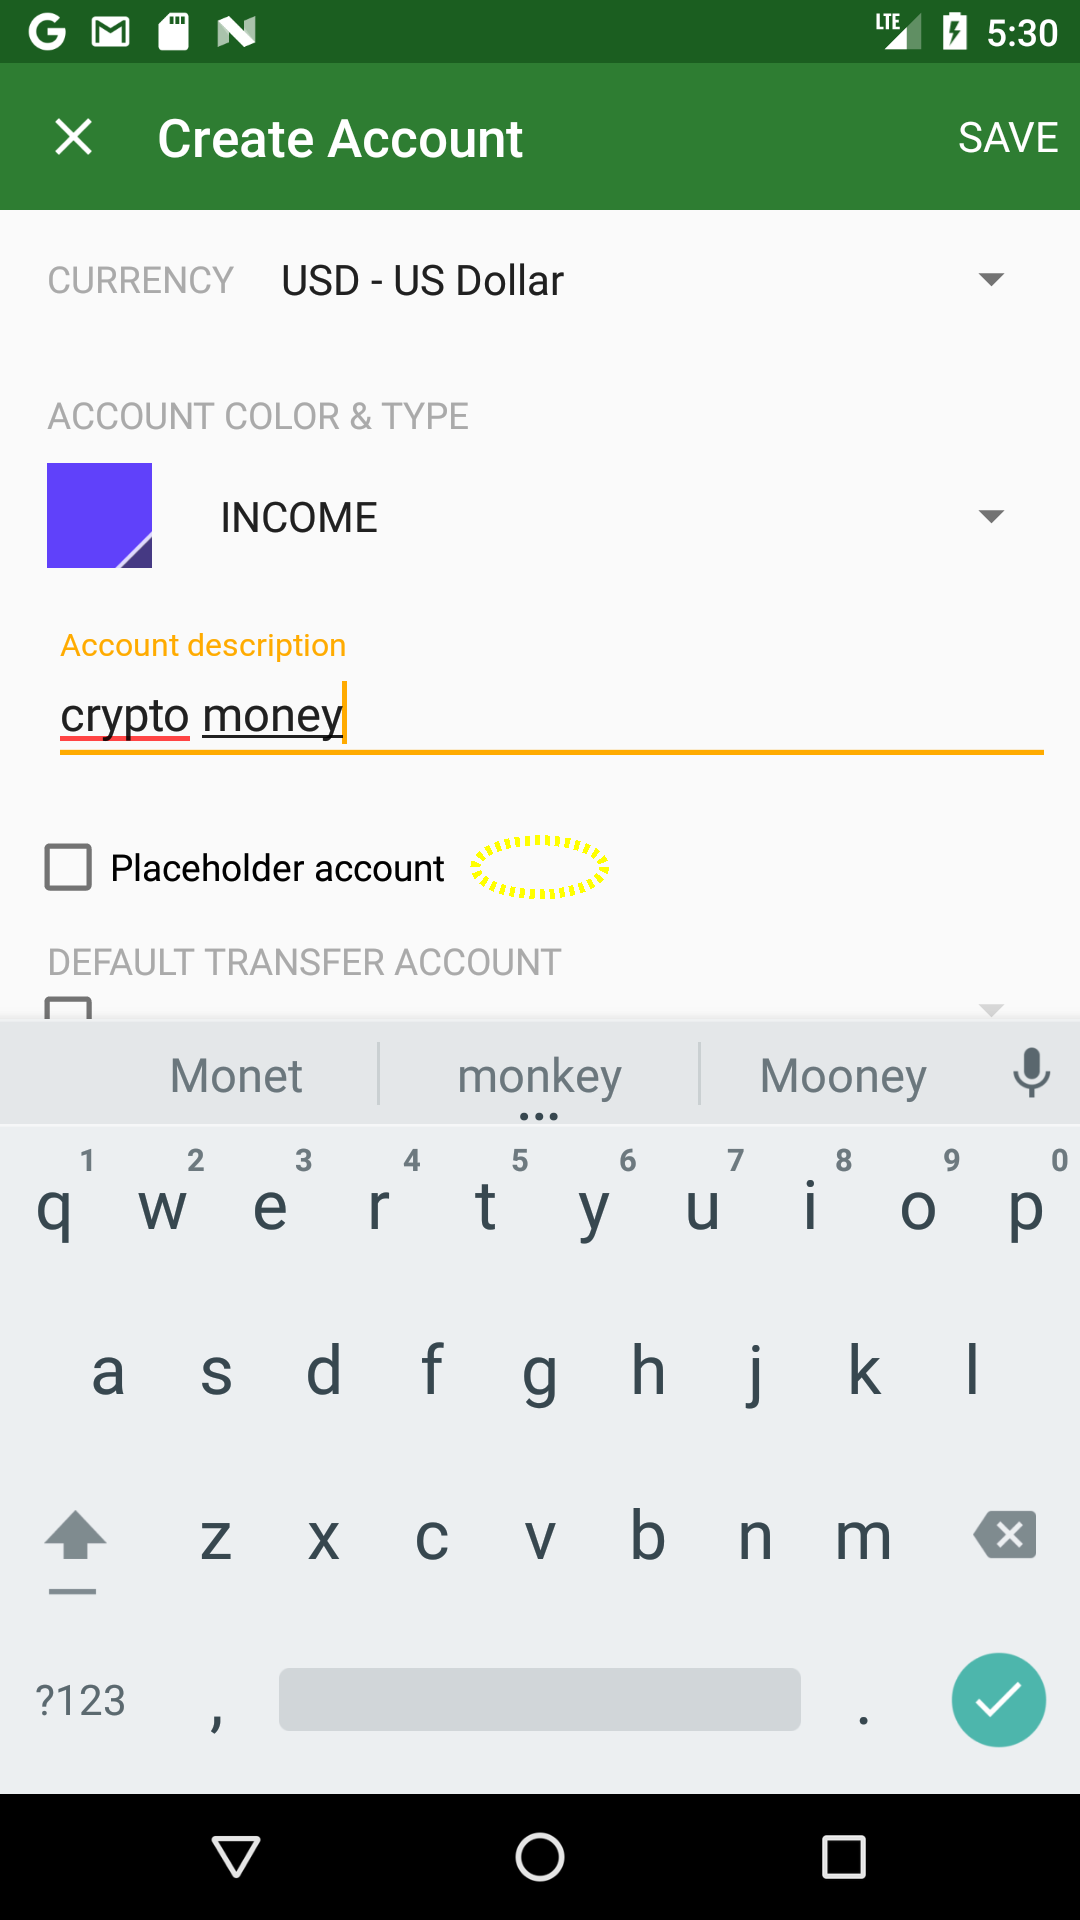 LTE 5:30
Create Account SAVE
CURRENCY USD - US Dollar
ACCOUNT COLOR & TYPE
INCOME
Account description
crypto money
Placeholder account
DEFAULT TRANSFER ACCOUNT
Monet monkey Mooney
1 2 3 4 5 6 7 8 9 0
q w e r t y u i o p
a s d f g h j k l
z x c v b n m
?123 , .